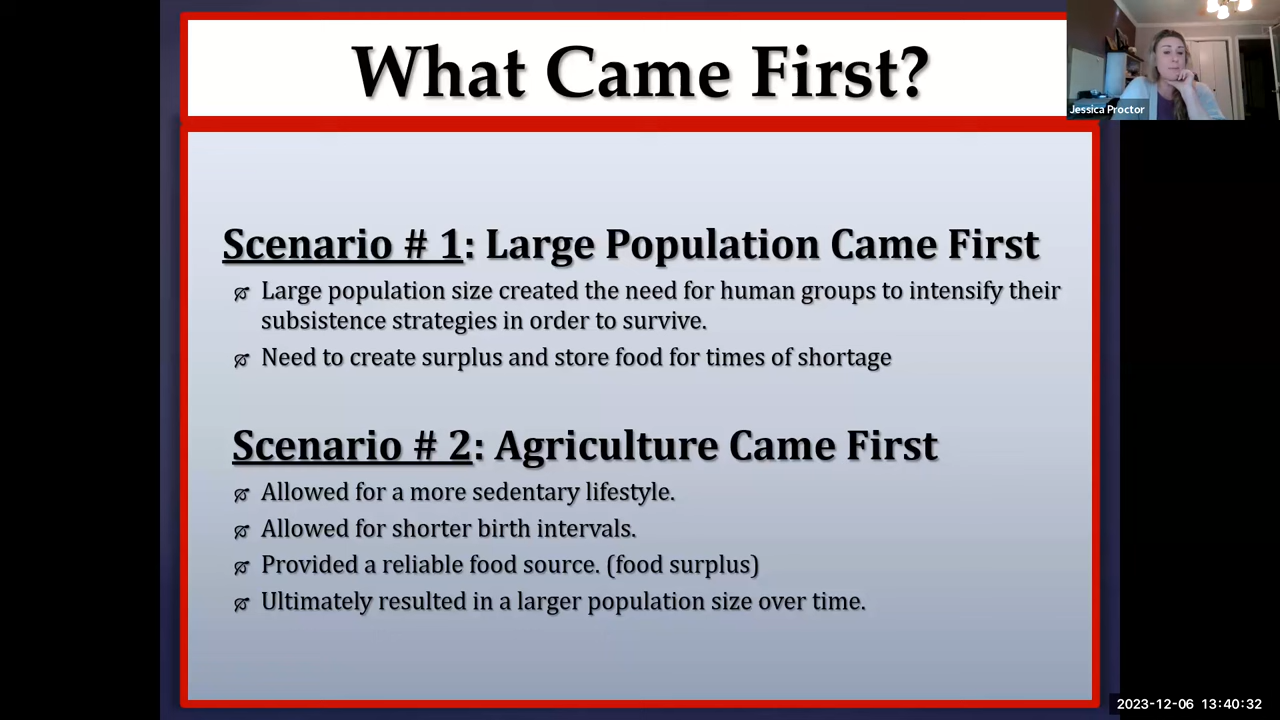 What Came First?
Jessica Proctor
Scenario # 1: Large Population Came First
Large population size created the need for human groups to intensify their
subsistence strategies in order to survive.
Need to create surplus and store food for times of shortage
Scenario # 2: Agriculture Came First
Allowed for a more sedentary lifestyle.
Allowed for shorter birth intervals.
Provided a reliable food source. (food surplus)
Ultimately resulted in a larger population size over time.
2023-12-06 13:40:32